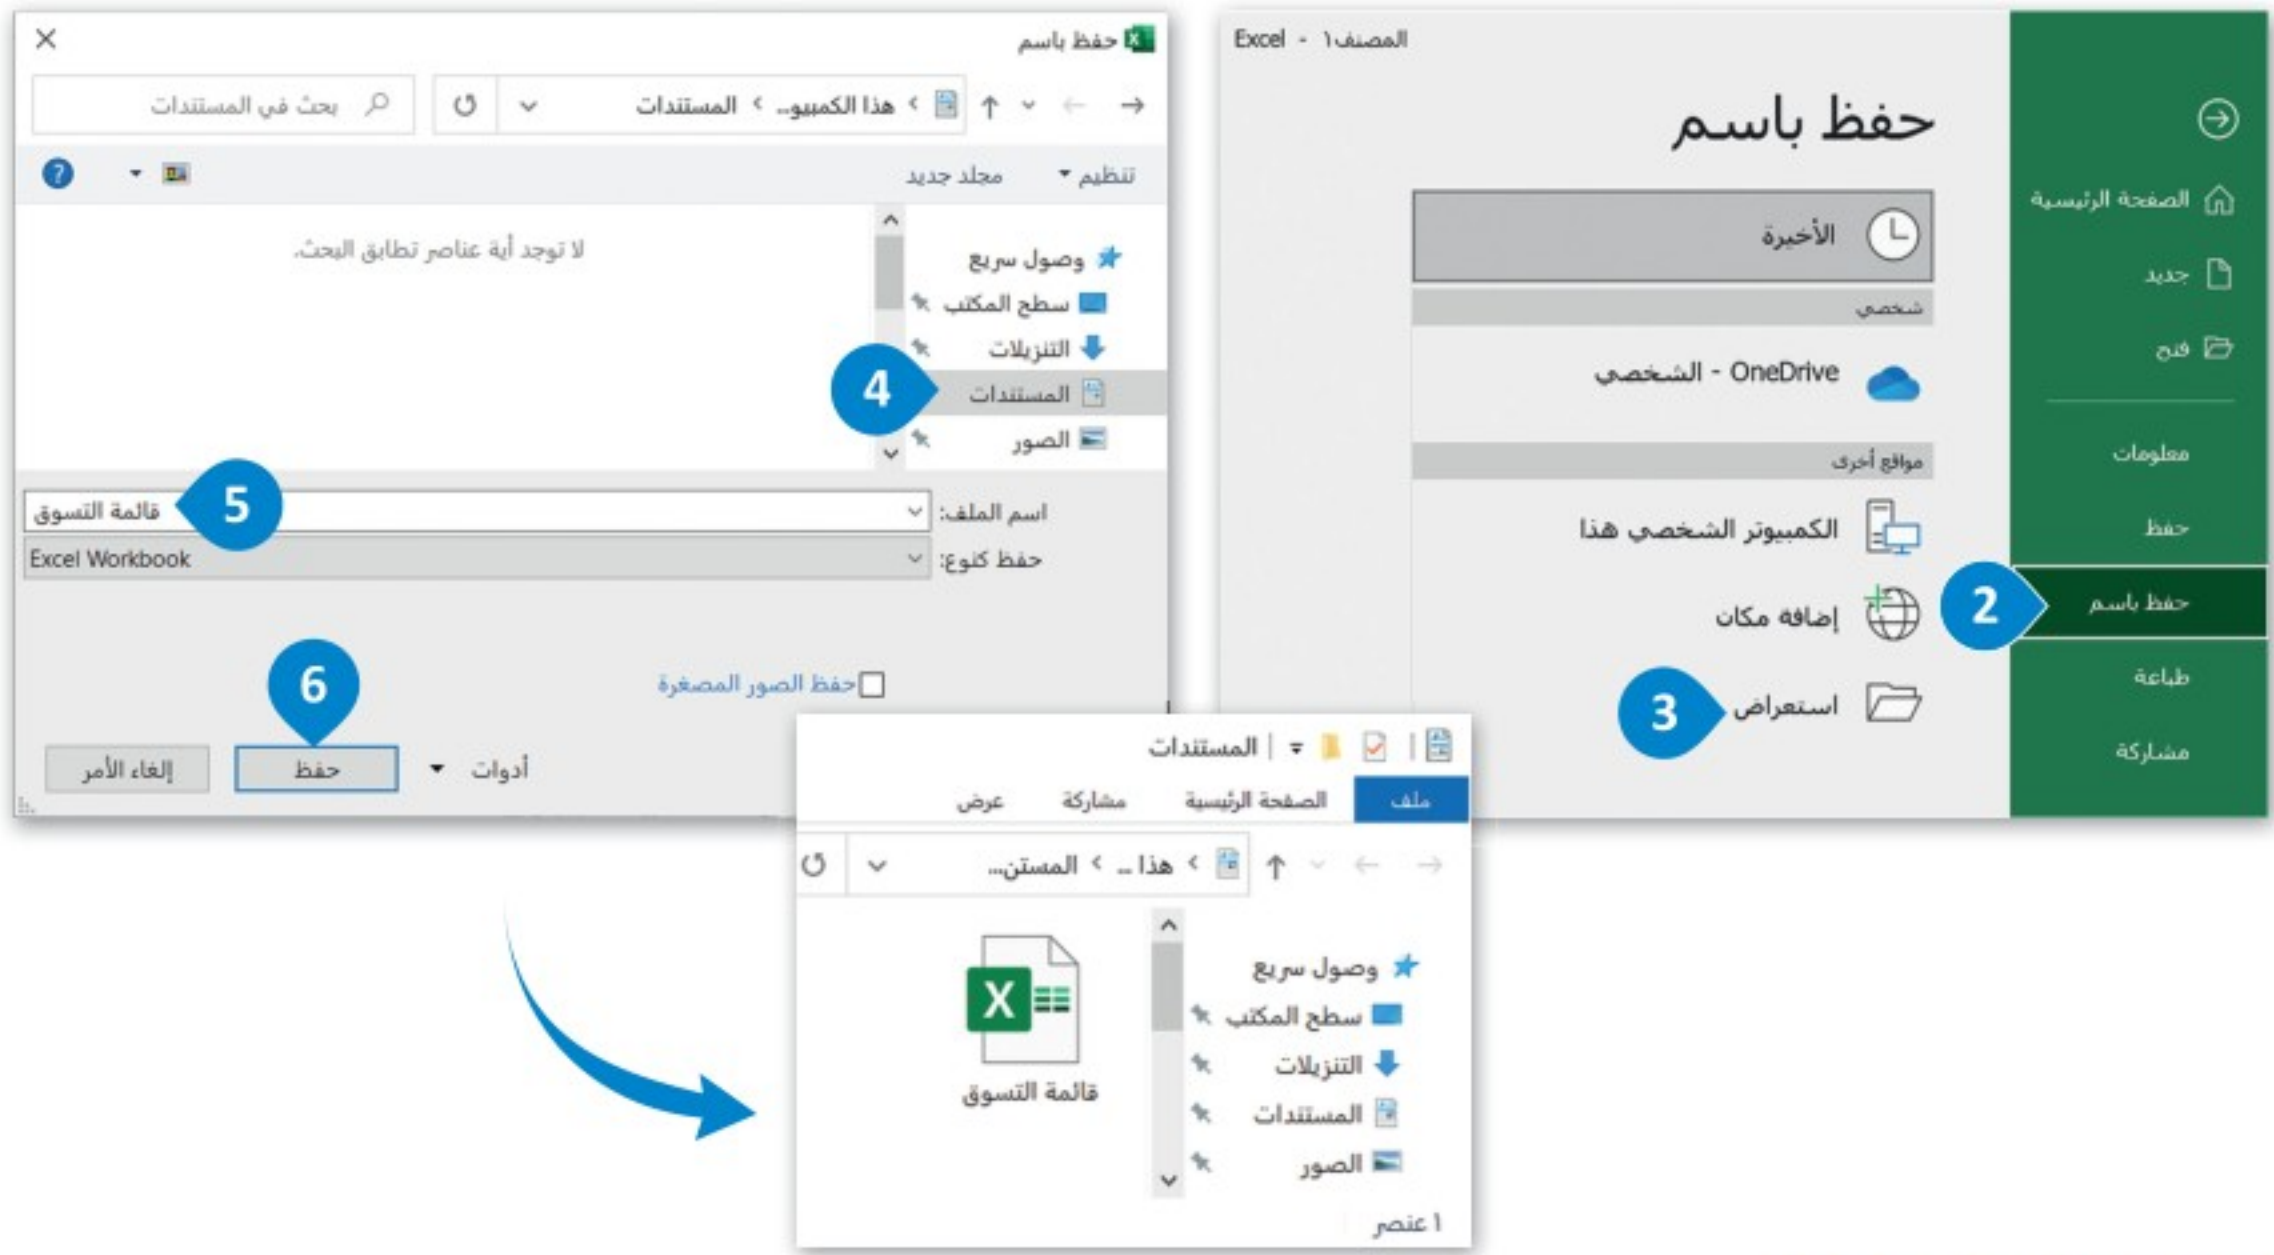 المصنف١ - Excel
حفظ باسم
الصفحة الرئيسية
جديد
فتح
معلومات
حفظ
حفظ باسم
طباعة
مشاركة
2
الأخيرة
شخصي
OneDrive - الشخصي
مواقع أخرى
الكمبيوتر الشخصي هذا
إضافة مكان
استعراض
3
حفظ باسم
هذا الكمبيو... المستندات
بحث في المستندات
تنظيم مجلد جديد
وصول سريع
سطح المكتب
التنزيلات
المستندات
الصور
4
لا توجد أية عناصر تطابق البحث.
اسم الملف: قائمة التسوق
5
حفظ كنوع: Excel Workbook
حفظ الصور المصغرة
6
أدوات حفظ إلغاء الأمر
المستندات
ملف الصفحة الرئيسية مشاركة عرض
هذا ... المستن...
وصول سريع
سطح المكتب
التنزيلات
المستندات
الصور
قائمة التسوق
١ عنصر